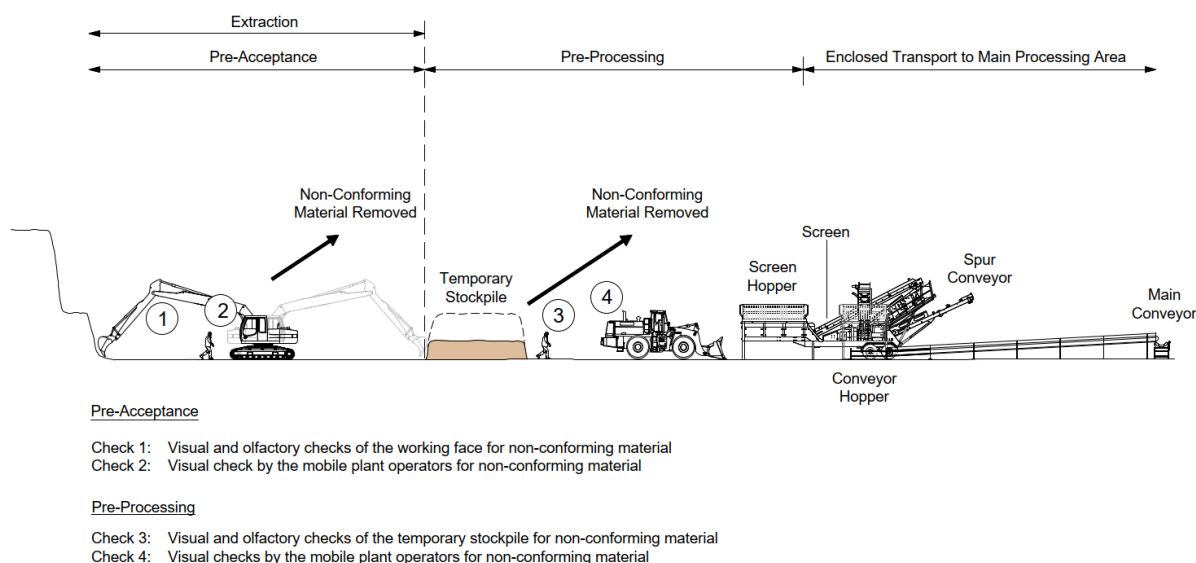 Extraction
Pre-Acceptance
Pre-Processing
Enclosed Transport to Main Processing Area
Non-Conforming
Material Removed
Non-Conforming
Material Removed
Screen
Temporary
Stockpile
Screen
Hopper
Spur
Conveyor
Main
Conveyor
1
2
3
4
Conveyor
Hopper
Pre-Acceptance
Check 1: Visual and olfactory checks of the working face for non-conforming material
Check 2: Visual check by the mobile plant operators for non-conforming material
Pre-Processing
Check 3: Visual and olfactory checks of the temporary stockpile for non-conforming material
Check 4: Visual checks by the mobile plant operators for non-conforming material